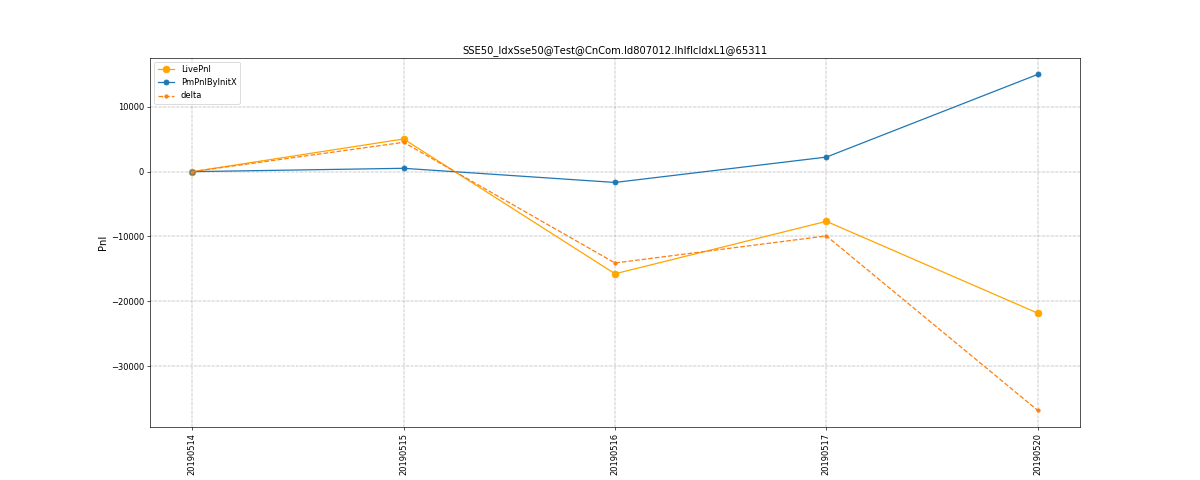 SSE50_IdxSse50@Test@CnCom.Id807012.IhIfIcIdxL1@65311
LivePnl
PmPnlByInitX
delta
10000
0
−10000
−20000
−30000
Pnl
20190514
20190515
20190516
20190517
20190520